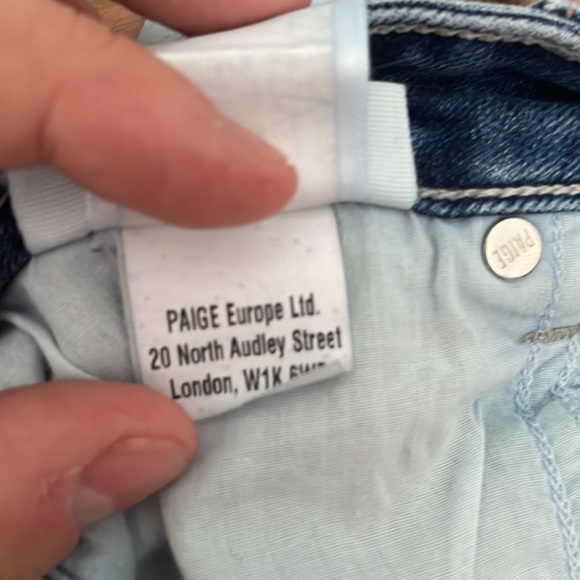 PAIGE Europe Ltd.
20 North Audley Street
London, W1K
PAIGE